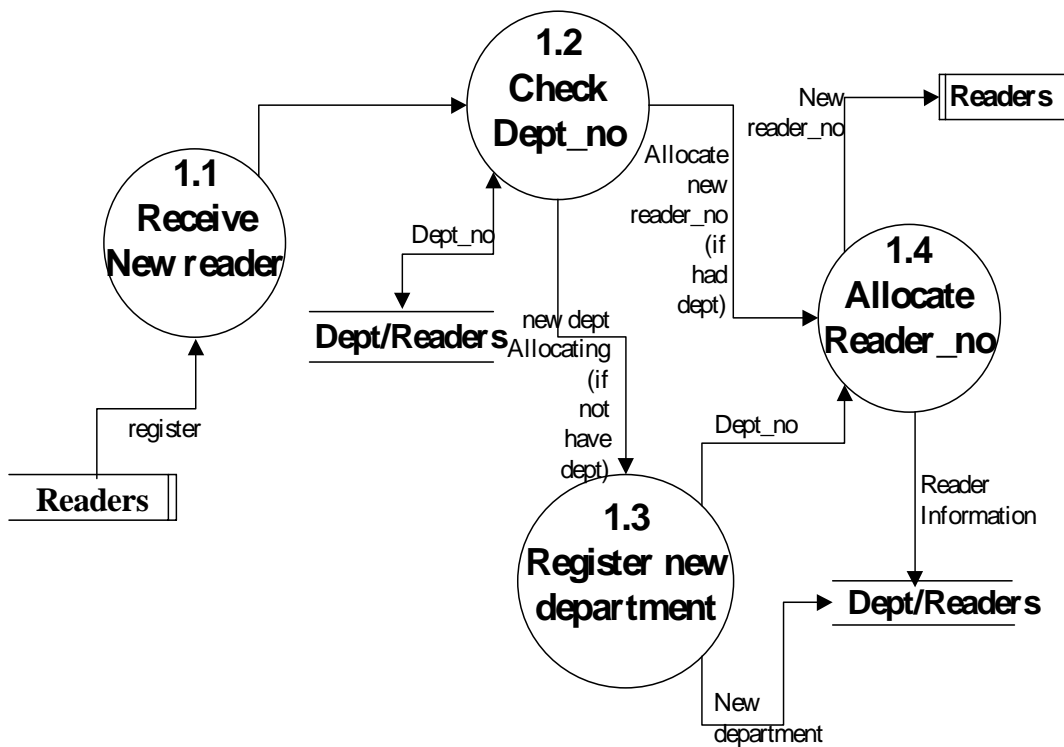 1.2
Check
Dept_no
New
reader_no
Readers
1.1
Receive
New reader
Allocate
new
reader_no
(if
had
dept)
Dept_no
1.4
Allocate
Reader_no
Dept/Readers
new dept
Allocating
(if
not
have
dept)
register
Dept_no
Readers
1.3
Register new
department
Reader
Information
Dept/Readers
New
department